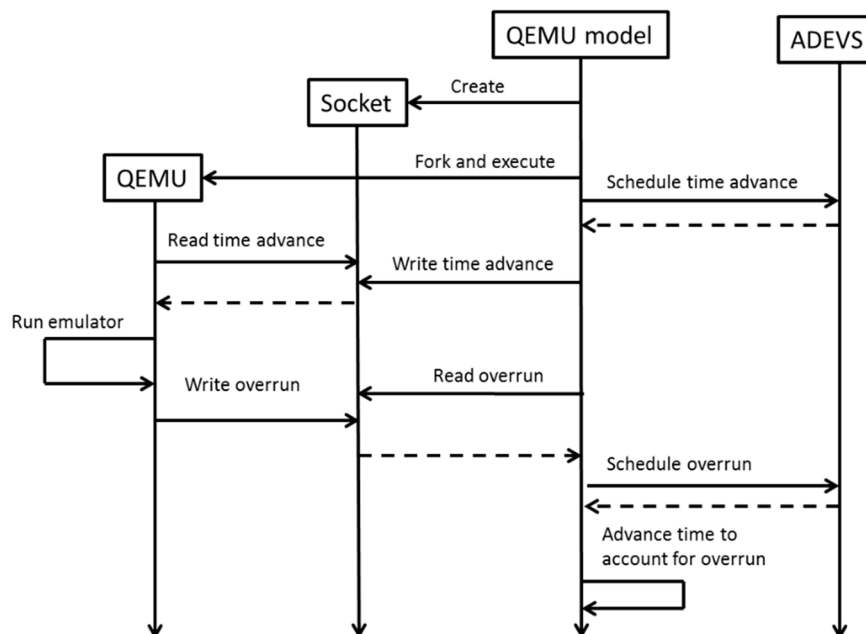 QEMU model
ADEVS
Create
Socket
Fork and execute
QEMU
Schedule time advance
Read time advance
Write time advance
Run emulator
Write overrun
Read overrun
Schedule overrun
Advance time to
account for overrun